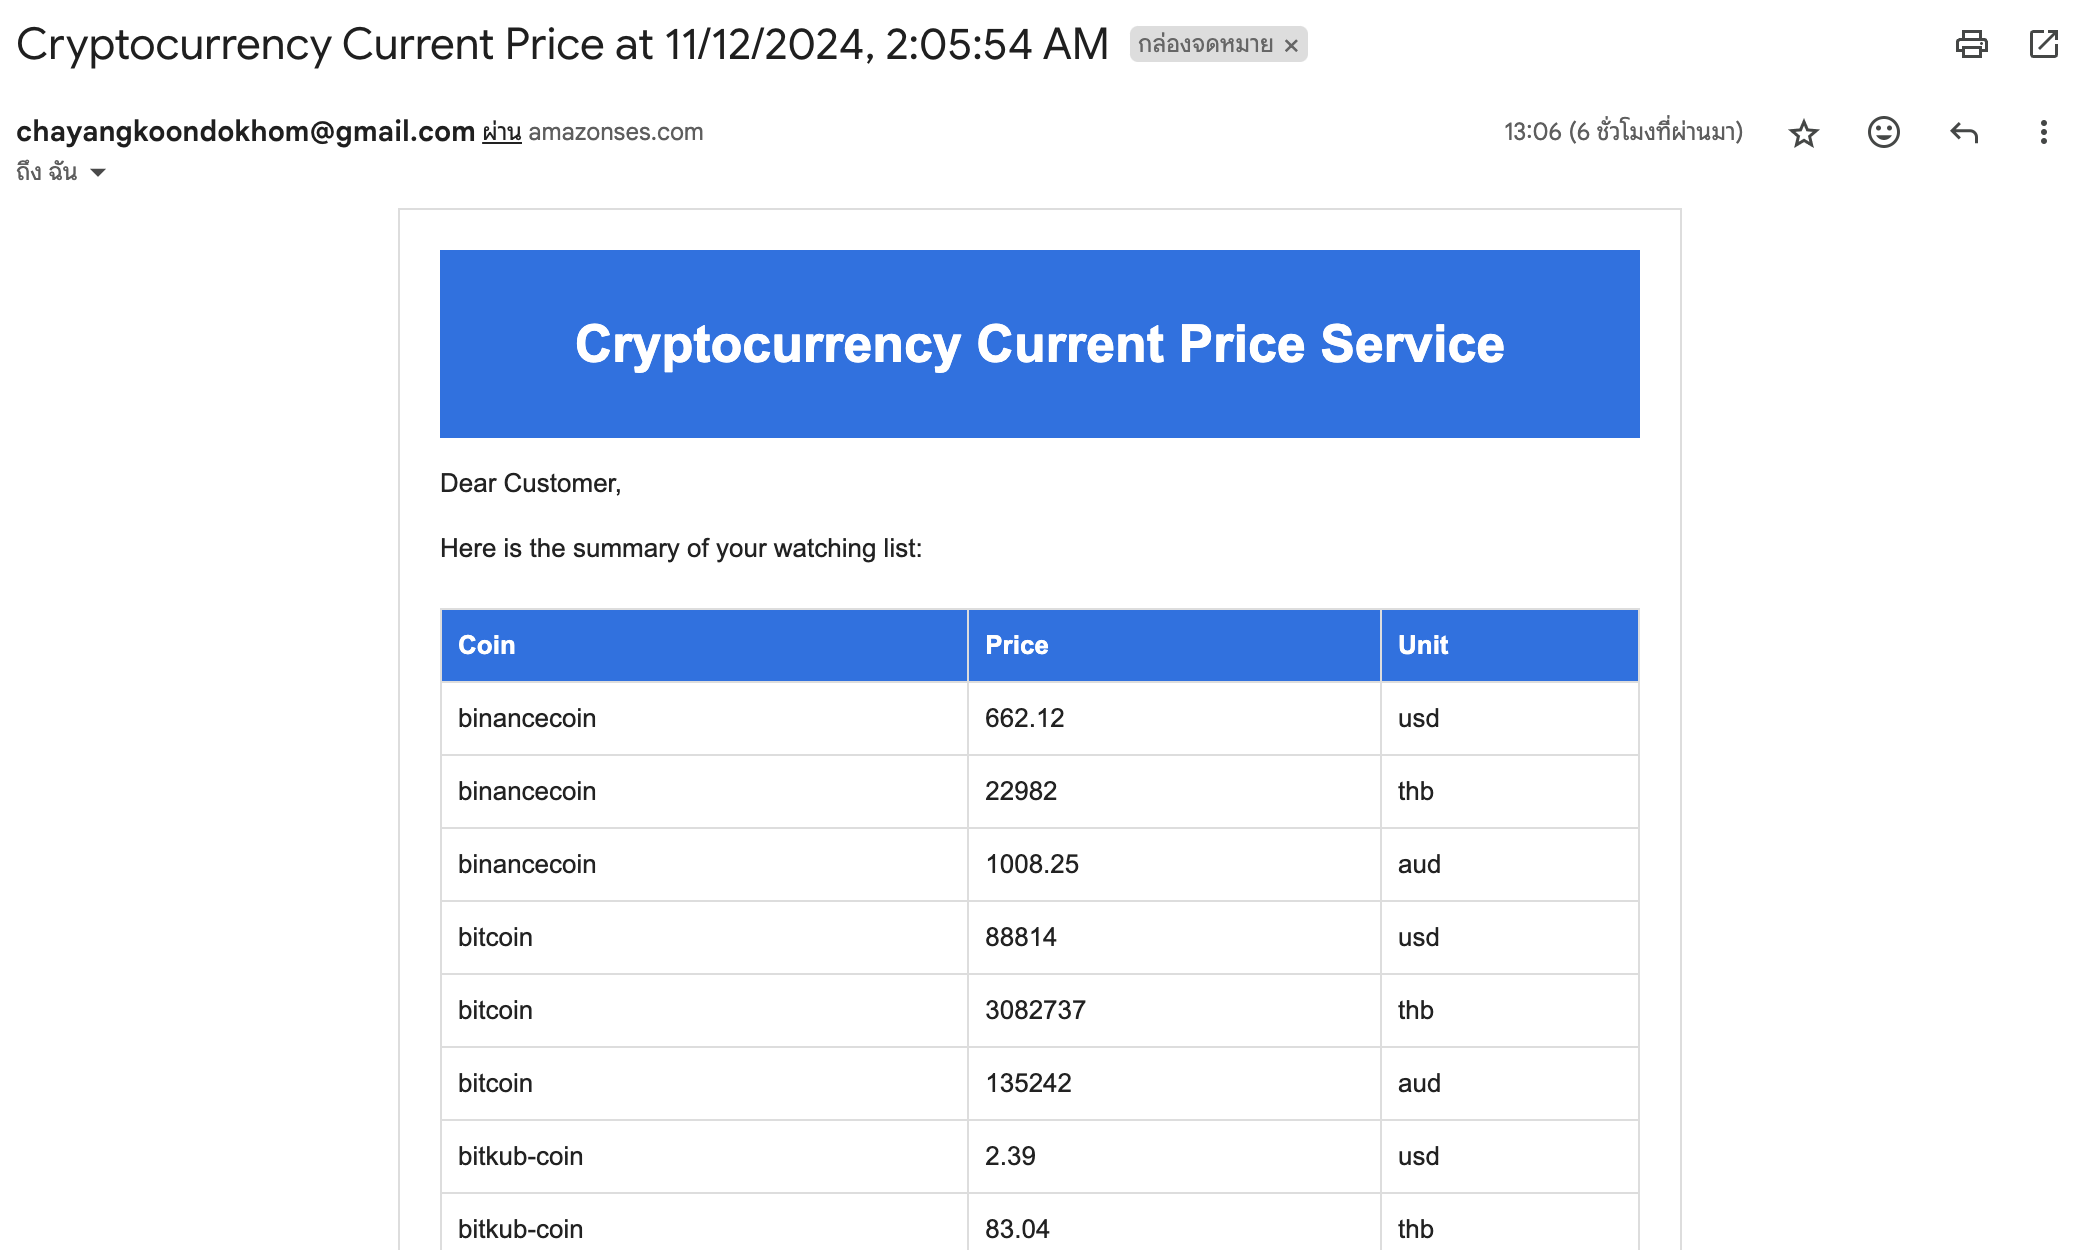 Cryptocurrency Current Price at 11/12/2024, 2:05:54 AM กล่องจดหมาย ×
chayangkoondokhom@gmail.com ผ่าน amazonses.com 13:06 (6 ชั่วโมงที่ผ่านมา)
ถึง ฉัน
Cryptocurrency Current Price Service
Dear Customer,
Here is the summary of your watching list:
Coin Price Unit
binancecoin 662.12 usd
binancecoin 22982 thb
binancecoin 1008.25 aud
bitcoin 88814 usd
bitcoin 3082737 thb
bitcoin 135242 aud
bitkub-coin 2.39 usd
bitkub-coin 83.04 thb